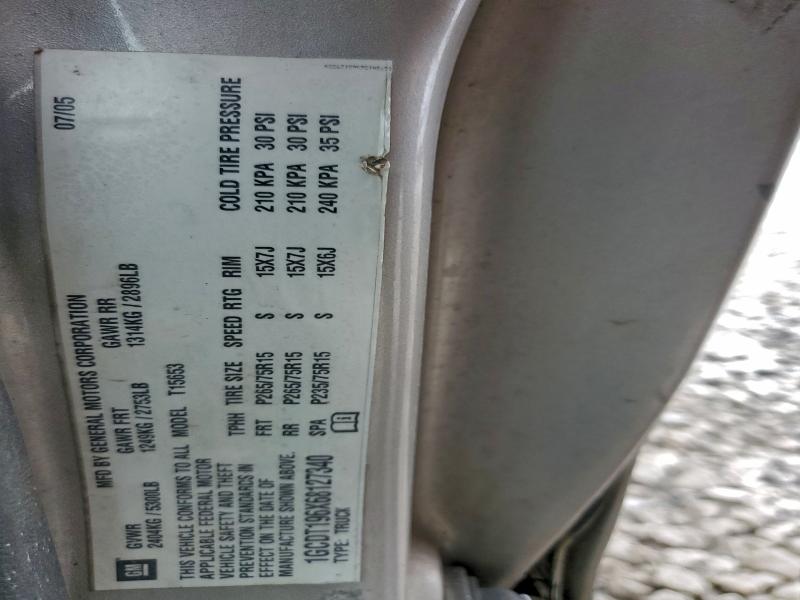 GM
MFD BY GENERAL MOTORS CORPORATION 07/05
GVWR GAWR FRT GAWR RR
2404KG/5300LB 1249KG/2753LB 1314KG/2896LB
THIS VEHICLE CONFORMS TO ALL MODEL T15653
APPLICABLE FEDERAL MOTOR
VEHICLE SAFETY AND THEFT
PREVENTION STANDARDS IN
EFFECT ON THE DATE OF
MANUFACTURE SHOWN ABOVE.
1GCDT196X68127340
TYPE: TRUCK
TPHH TIRE SIZE SPEED RTG RIM COLD TIRE PRESSURE
FRT P265/75R15 S 15X7J 210 KPA 30 PSI
RR P265/75R15 S 15X7J 210 KPA 30 PSI
SPA P235/75R15 S 15X6J 240 KPA 35 PSI